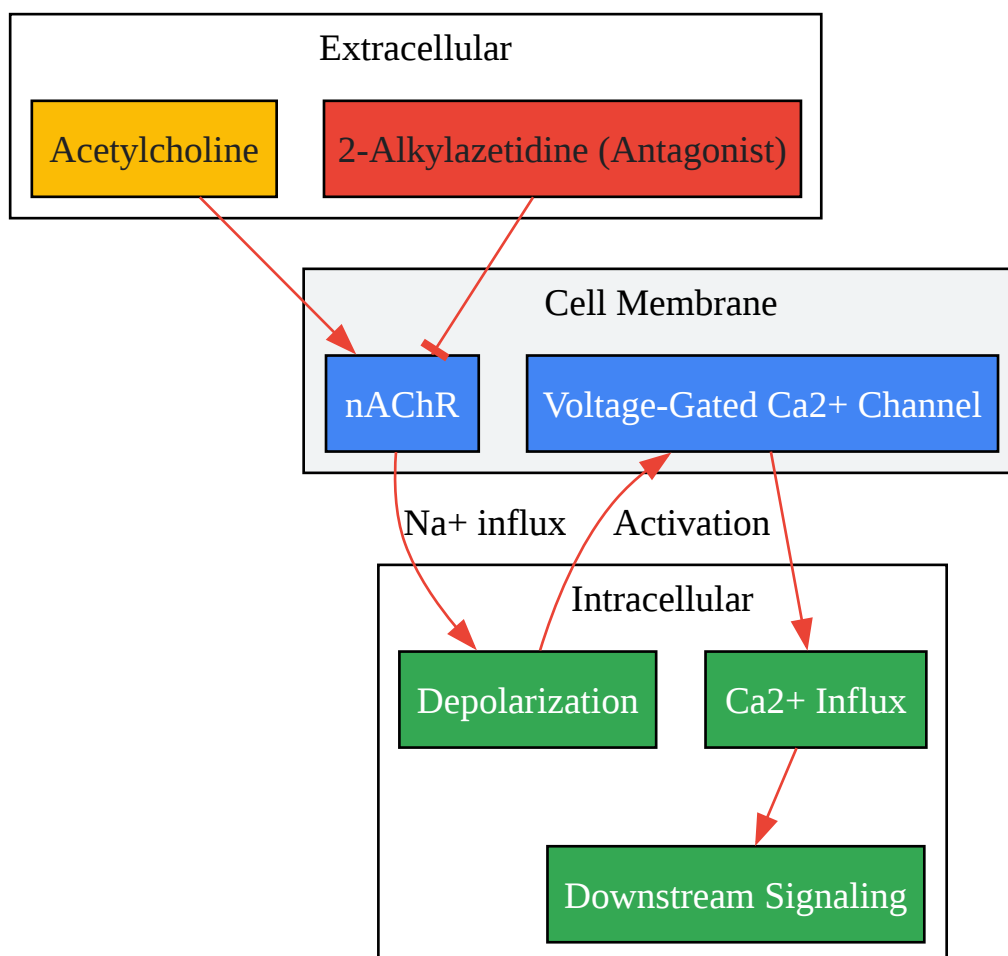 Extracellular
Acetylcholine
2-Alkylazetidine (Antagonist)
Cell Membrane
nAChR
Voltage-Gated Ca2+ Channel
Na+ influx
Activation
Intracellular
Depolarization
Ca2+ Influx
Downstream Signaling